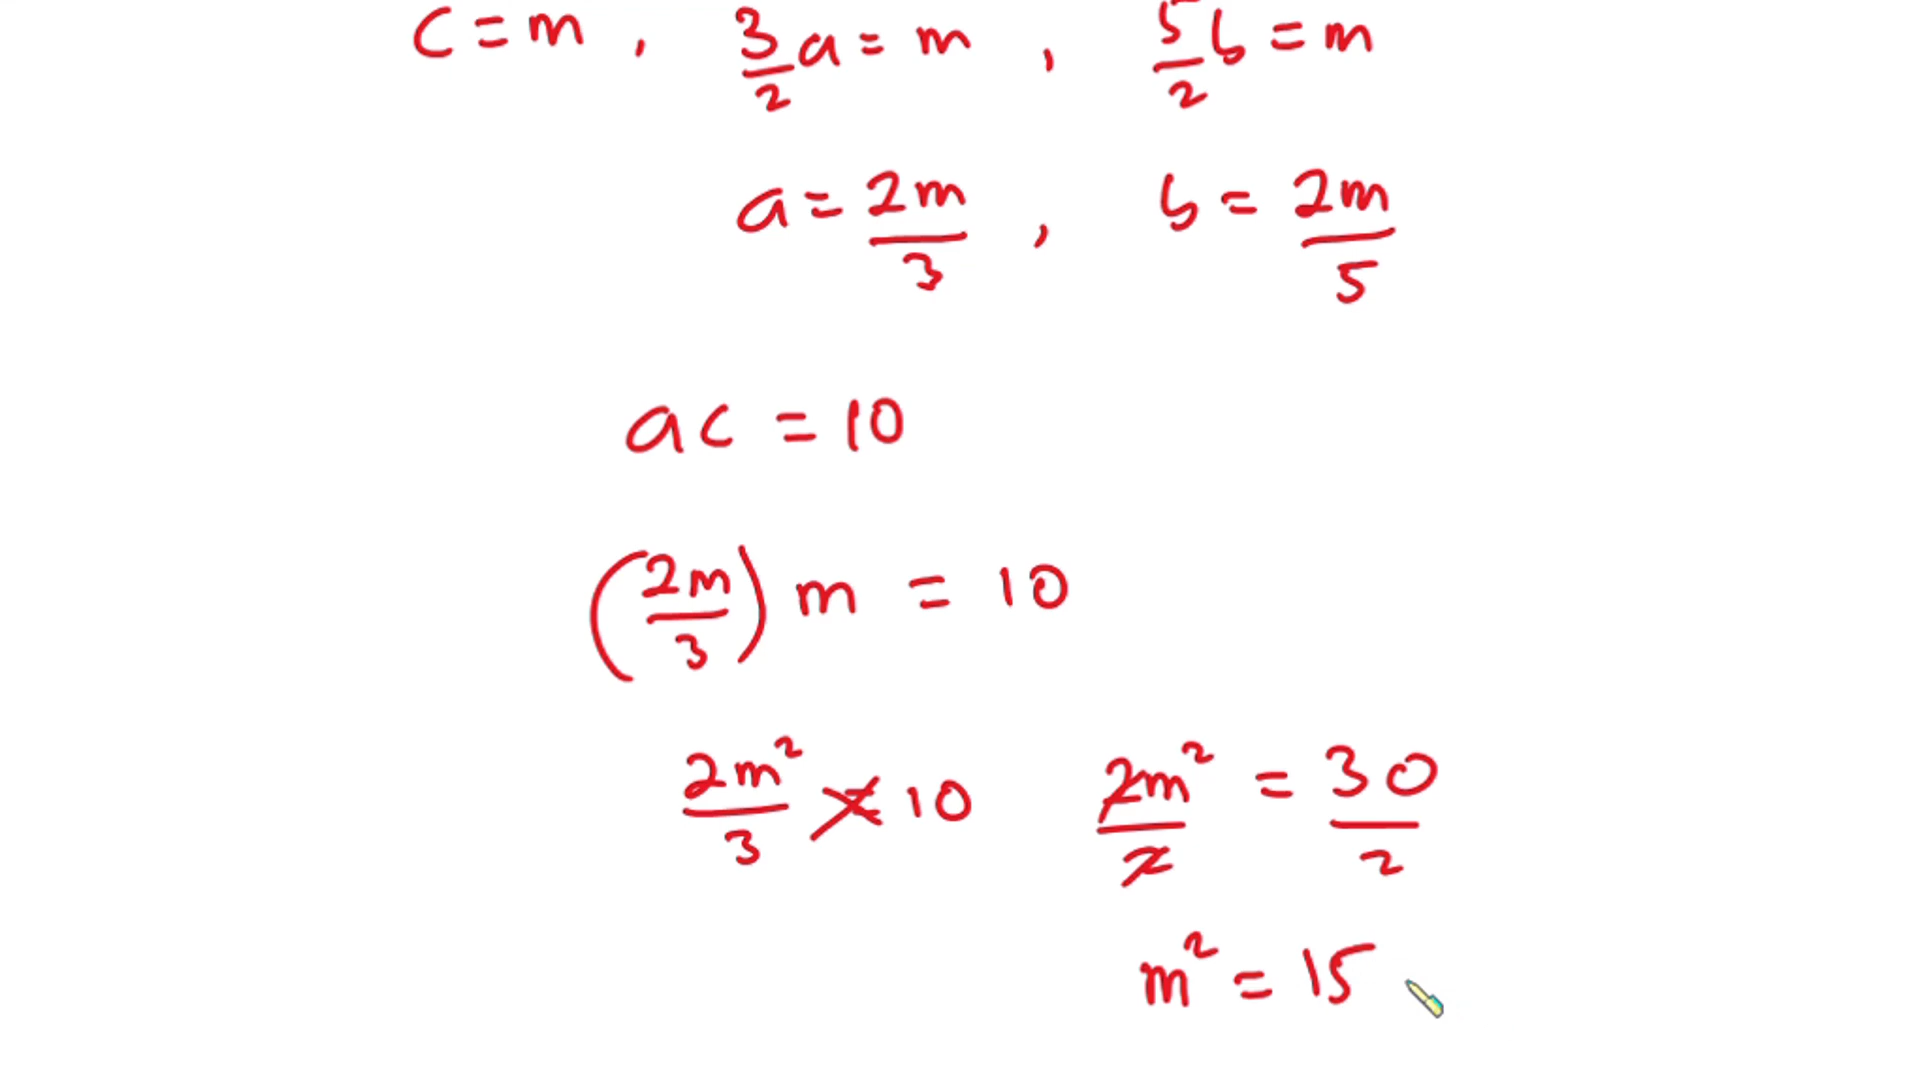 c = m , 3/2 a = m , 5/2 b = m
a = 2m/3 , b = 2m/5
ac = 10
(2m/3) m = 10
2m²/3 = 10 2m²/2 = 30/2
m² = 15